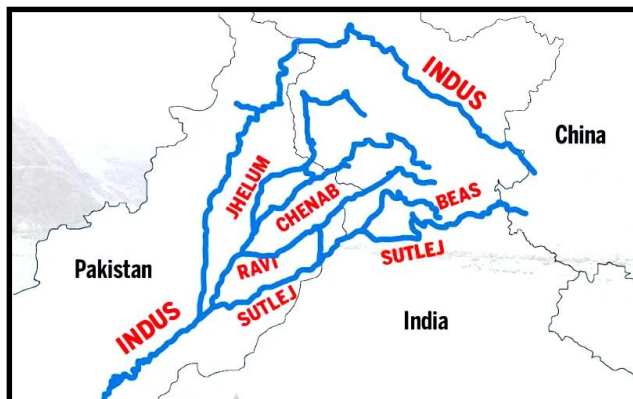 INDUS
China
JHELUM
CHENAB
BEAS
RAVI
SUTLEJ
Pakistan
SUTLEJ
INDUS
India